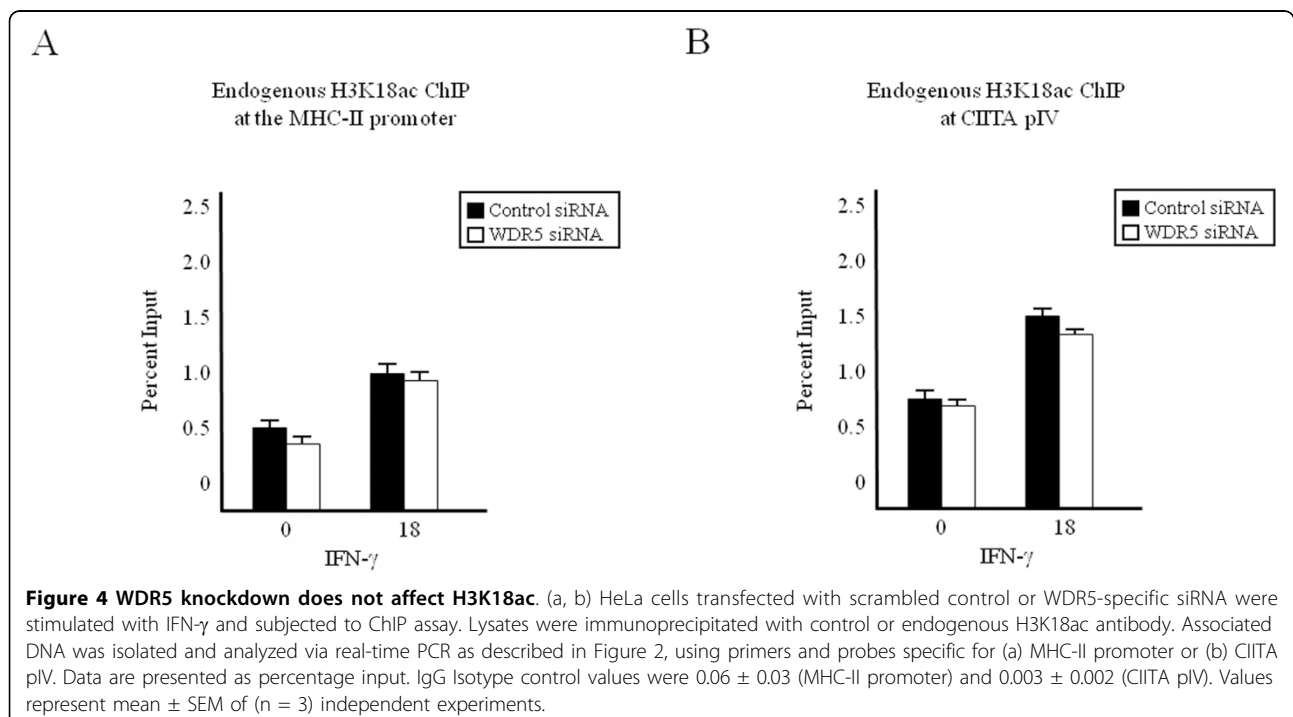 A
Endogenous H3K18ac ChIP
at the MHC-II promoter
Control siRNA
WDR5 siRNA
Percent Input
2.5
2.0
1.5
1.0
0.5
0
0
18
IFN-γ
B
Endogenous H3K18ac ChIP
at CIITA pIV
Control siRNA
WDR5 siRNA
Percent Input
2.5
2.0
1.5
1.0
0.5
0
0
18
IFN-γ
Figure 4 WDR5 knockdown does not affect H3K18ac. (a, b) HeLa cells transfected with scrambled control or WDR5-specific siRNA were
stimulated with IFN-γ and subjected to ChIP assay. Lysates were immunoprecipitated with control or endogenous H3K18ac antibody. Associated
DNA was isolated and analyzed via real-time PCR as described in Figure 2, using primers and probes specific for (a) MHC-II promoter or (b) CIITA
pIV. Data are presented as percentage input. IgG Isotype control values were 0.06 ± 0.03 (MHC-II promoter) and 0.003 ± 0.002 (CIITA pIV). Values
represent mean ± SEM of (n = 3) independent experiments.